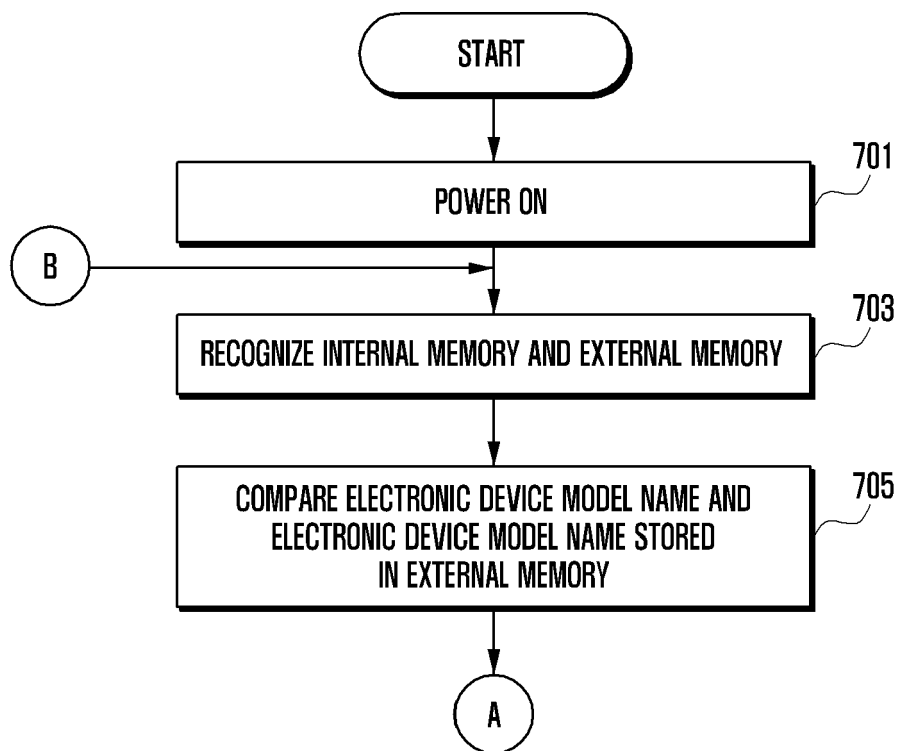 START
701
POWER ON
B
703
RECOGNIZE INTERNAL MEMORY AND EXTERNAL MEMORY
705
COMPARE ELECTRONIC DEVICE MODEL NAME AND
ELECTRONIC DEVICE MODEL NAME STORED
IN EXTERNAL MEMORY
A